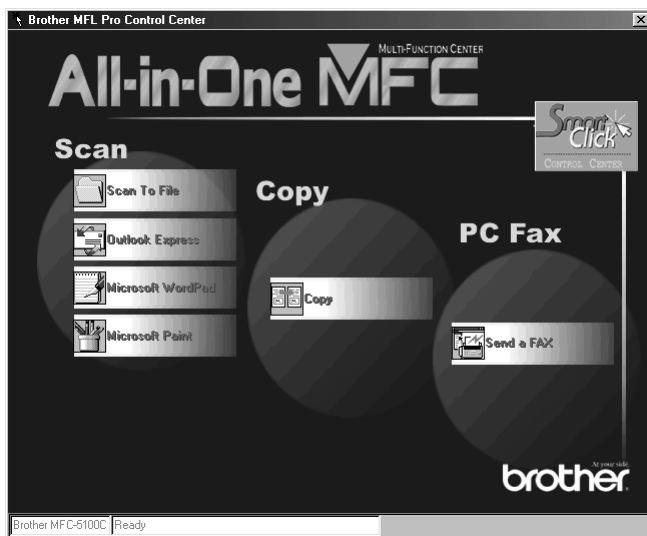 Brother MFL Pro Control Center
All-in-One MFC
MULTI-FUNCTION CENTER
Smart
Click
CONTROL CENTER
Scan
Scan To File
Outlook Express
Microsoft WordPad
Microsoft Paint
Copy
Copy
PC Fax
Send a FAX
At your side.
brother
Brother MFC-5100C
Ready